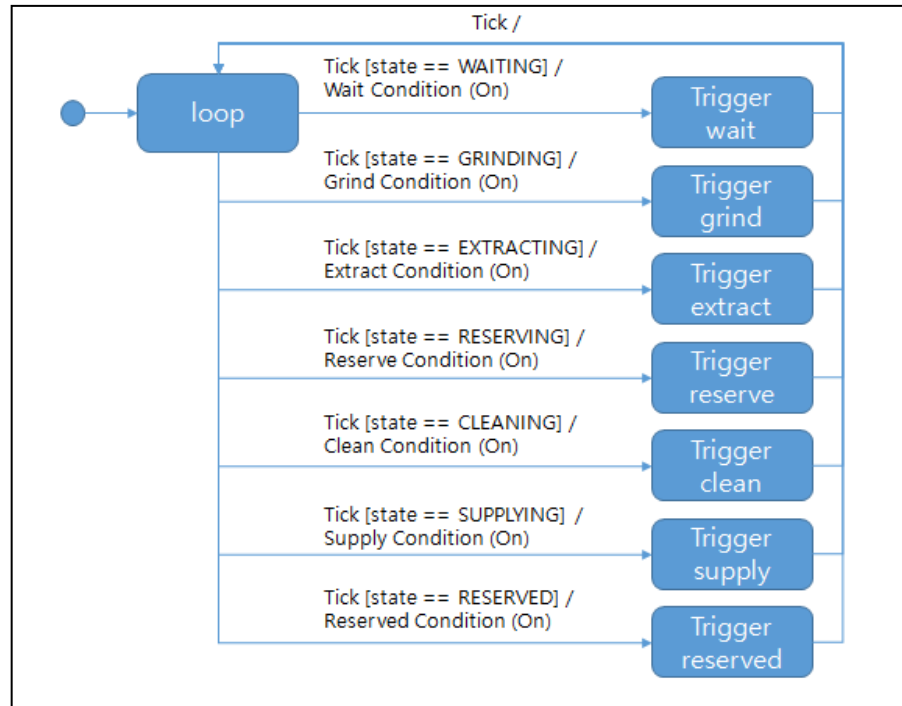 Tick /
Tick [state == WAITING] /
Wait Condition (On)
loop
Trigger
wait
Tick [state == GRINDING] /
Grind Condition (On)
Trigger
grind
Tick [state == EXTRACTING] /
Extract Condition (On)
Trigger
extract
Tick [state == RESERVING] /
Reserve Condition (On)
Trigger
reserve
Tick [state == CLEANING] /
Clean Condition (On)
Trigger
clean
Tick [state == SUPPLYING] /
Supply Condition (On)
Trigger
supply
Tick [state == RESERVED] /
Reserved Condition (On)
Trigger
reserved